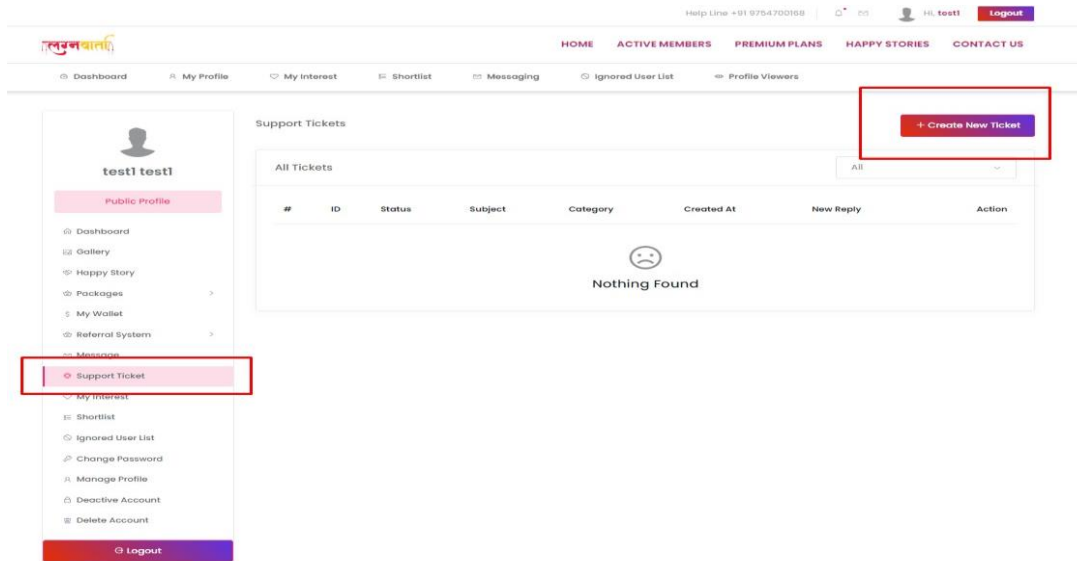 Help Line +91 9754700168 Hi, test1 Logout
लग्नवार्ता
HOME ACTIVE MEMBERS PREMIUM PLANS HAPPY STORIES CONTACT US
Dashboard My Profile My Interest Shortlist Messaging Ignored User List Profile Viewers
test1 test1
Public Profile
Dashboard
Gallery
Happy Story
Packages
My Wallet
Referral System
Message
Support Ticket
My Interest
Shortlist
Ignored User List
Change Password
Manage Profile
Deactive Account
Delete Account
Logout
Support Tickets
+ Create New Ticket
All Tickets All
# ID Status Subject Category Created At New Reply Action
Nothing Found